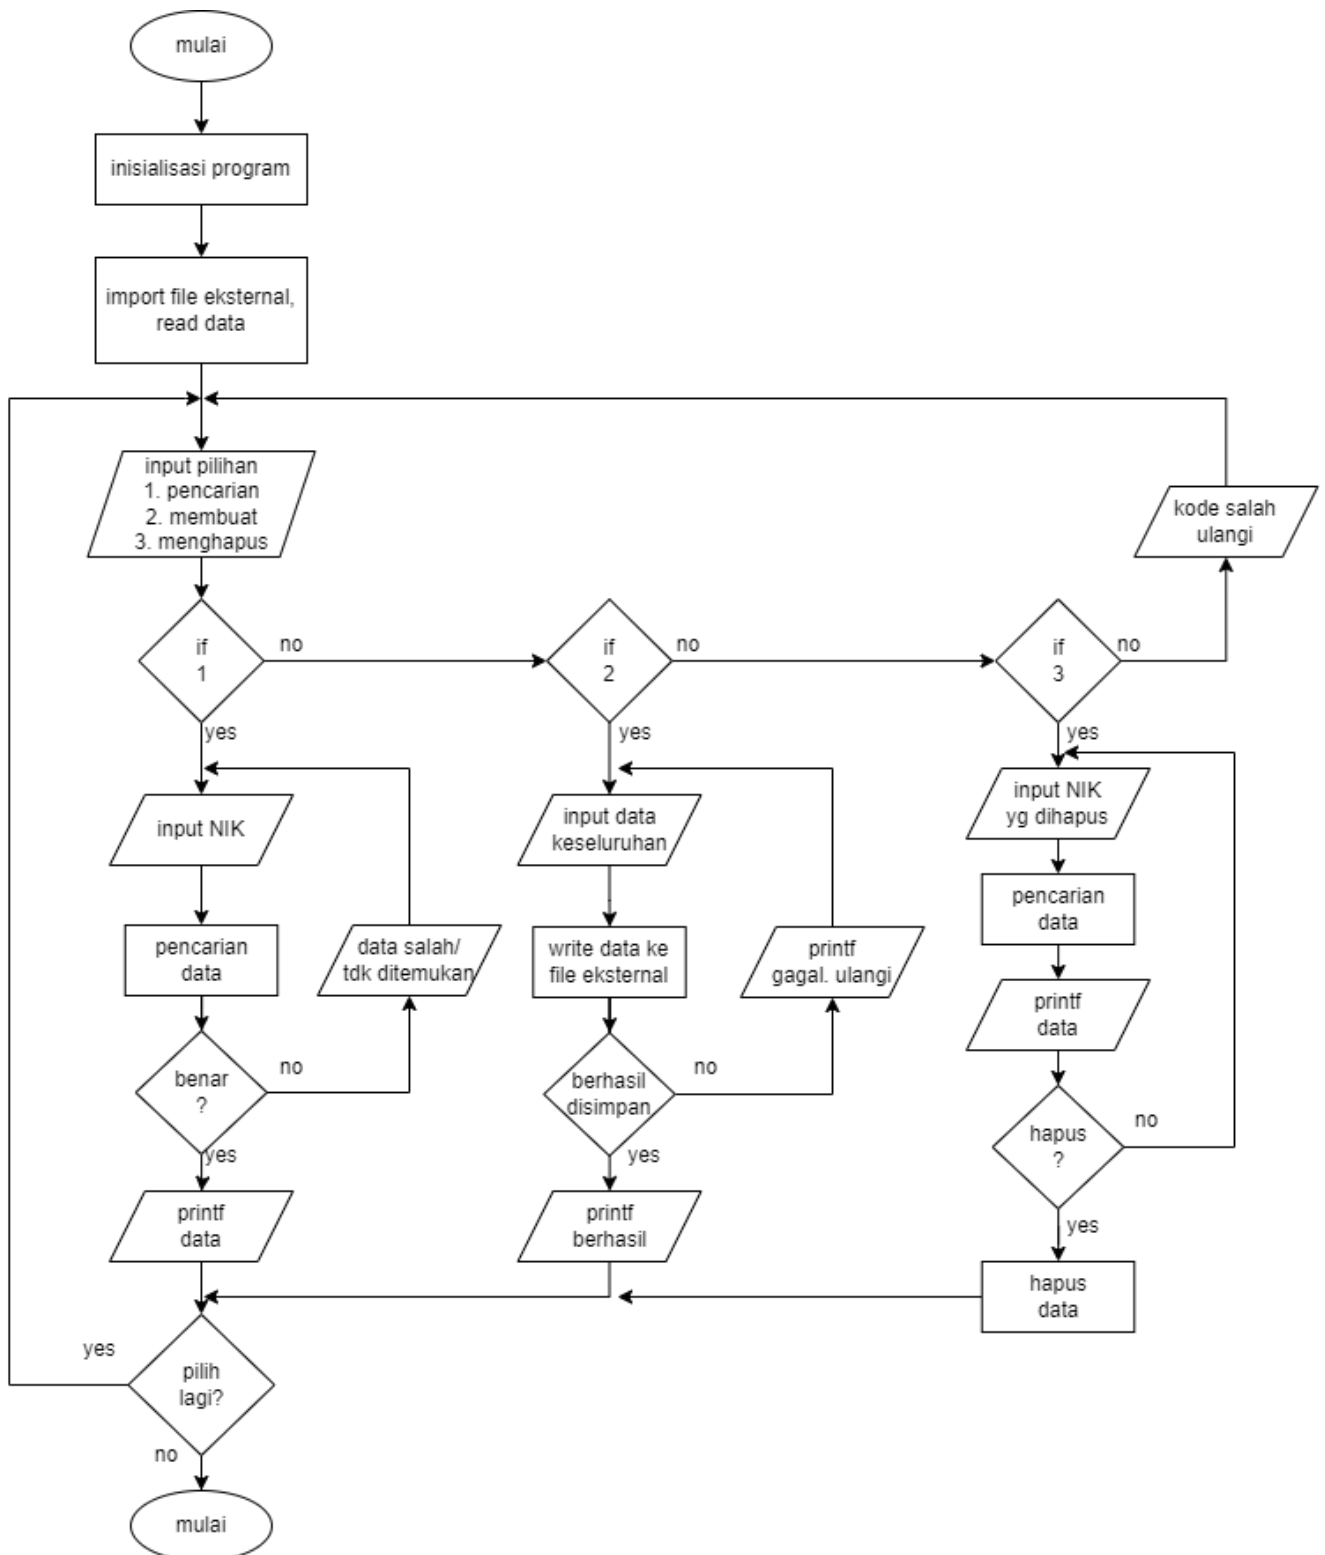 mulai
inisialisasi program
import file eksternal,
read data
input pilihan
1. pencarian
2. membuat
3. menghapus
kode salah
ulangi
if
1
no
if
2
no
if
3
no
yes
yes
yes
input NIK
input data
keseluruhan
input NIK
yg dihapus
pencarian
data
data salah/
tdk ditemukan
write data ke
file eksternal
printf
gagal. ulangi
pencarian
data
printf
data
benar
?
no
berhasil
disimpan
no
hapus
?
no
yes
yes
yes
printf
data
printf
berhasil
hapus
data
yes
pilih
lagi?
no
mulai